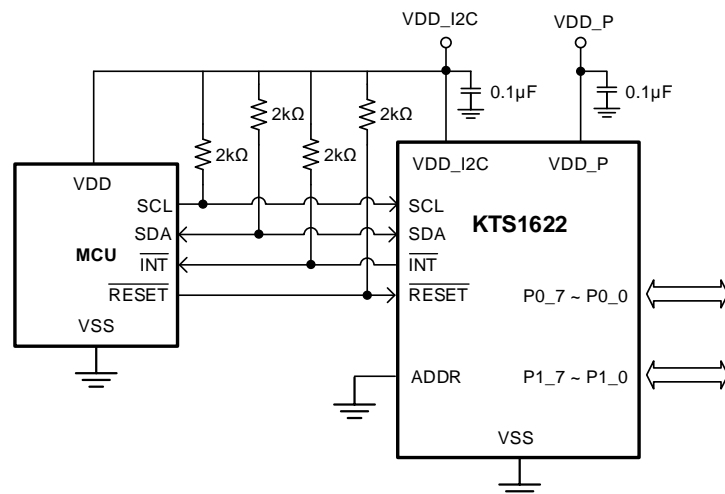 VDD_I2C
VDD_P
0.1µF
0.1µF
2kΩ
2kΩ
2kΩ
2kΩ
VDD
VDD_I2C
VDD_P
SCL
SCL
KTS1622
SDA
SDA
MCU
INT
INT
RESET
RESET
P0_7 ~ P0_0
VSS
ADDR
P1_7 ~ P1_0
VSS